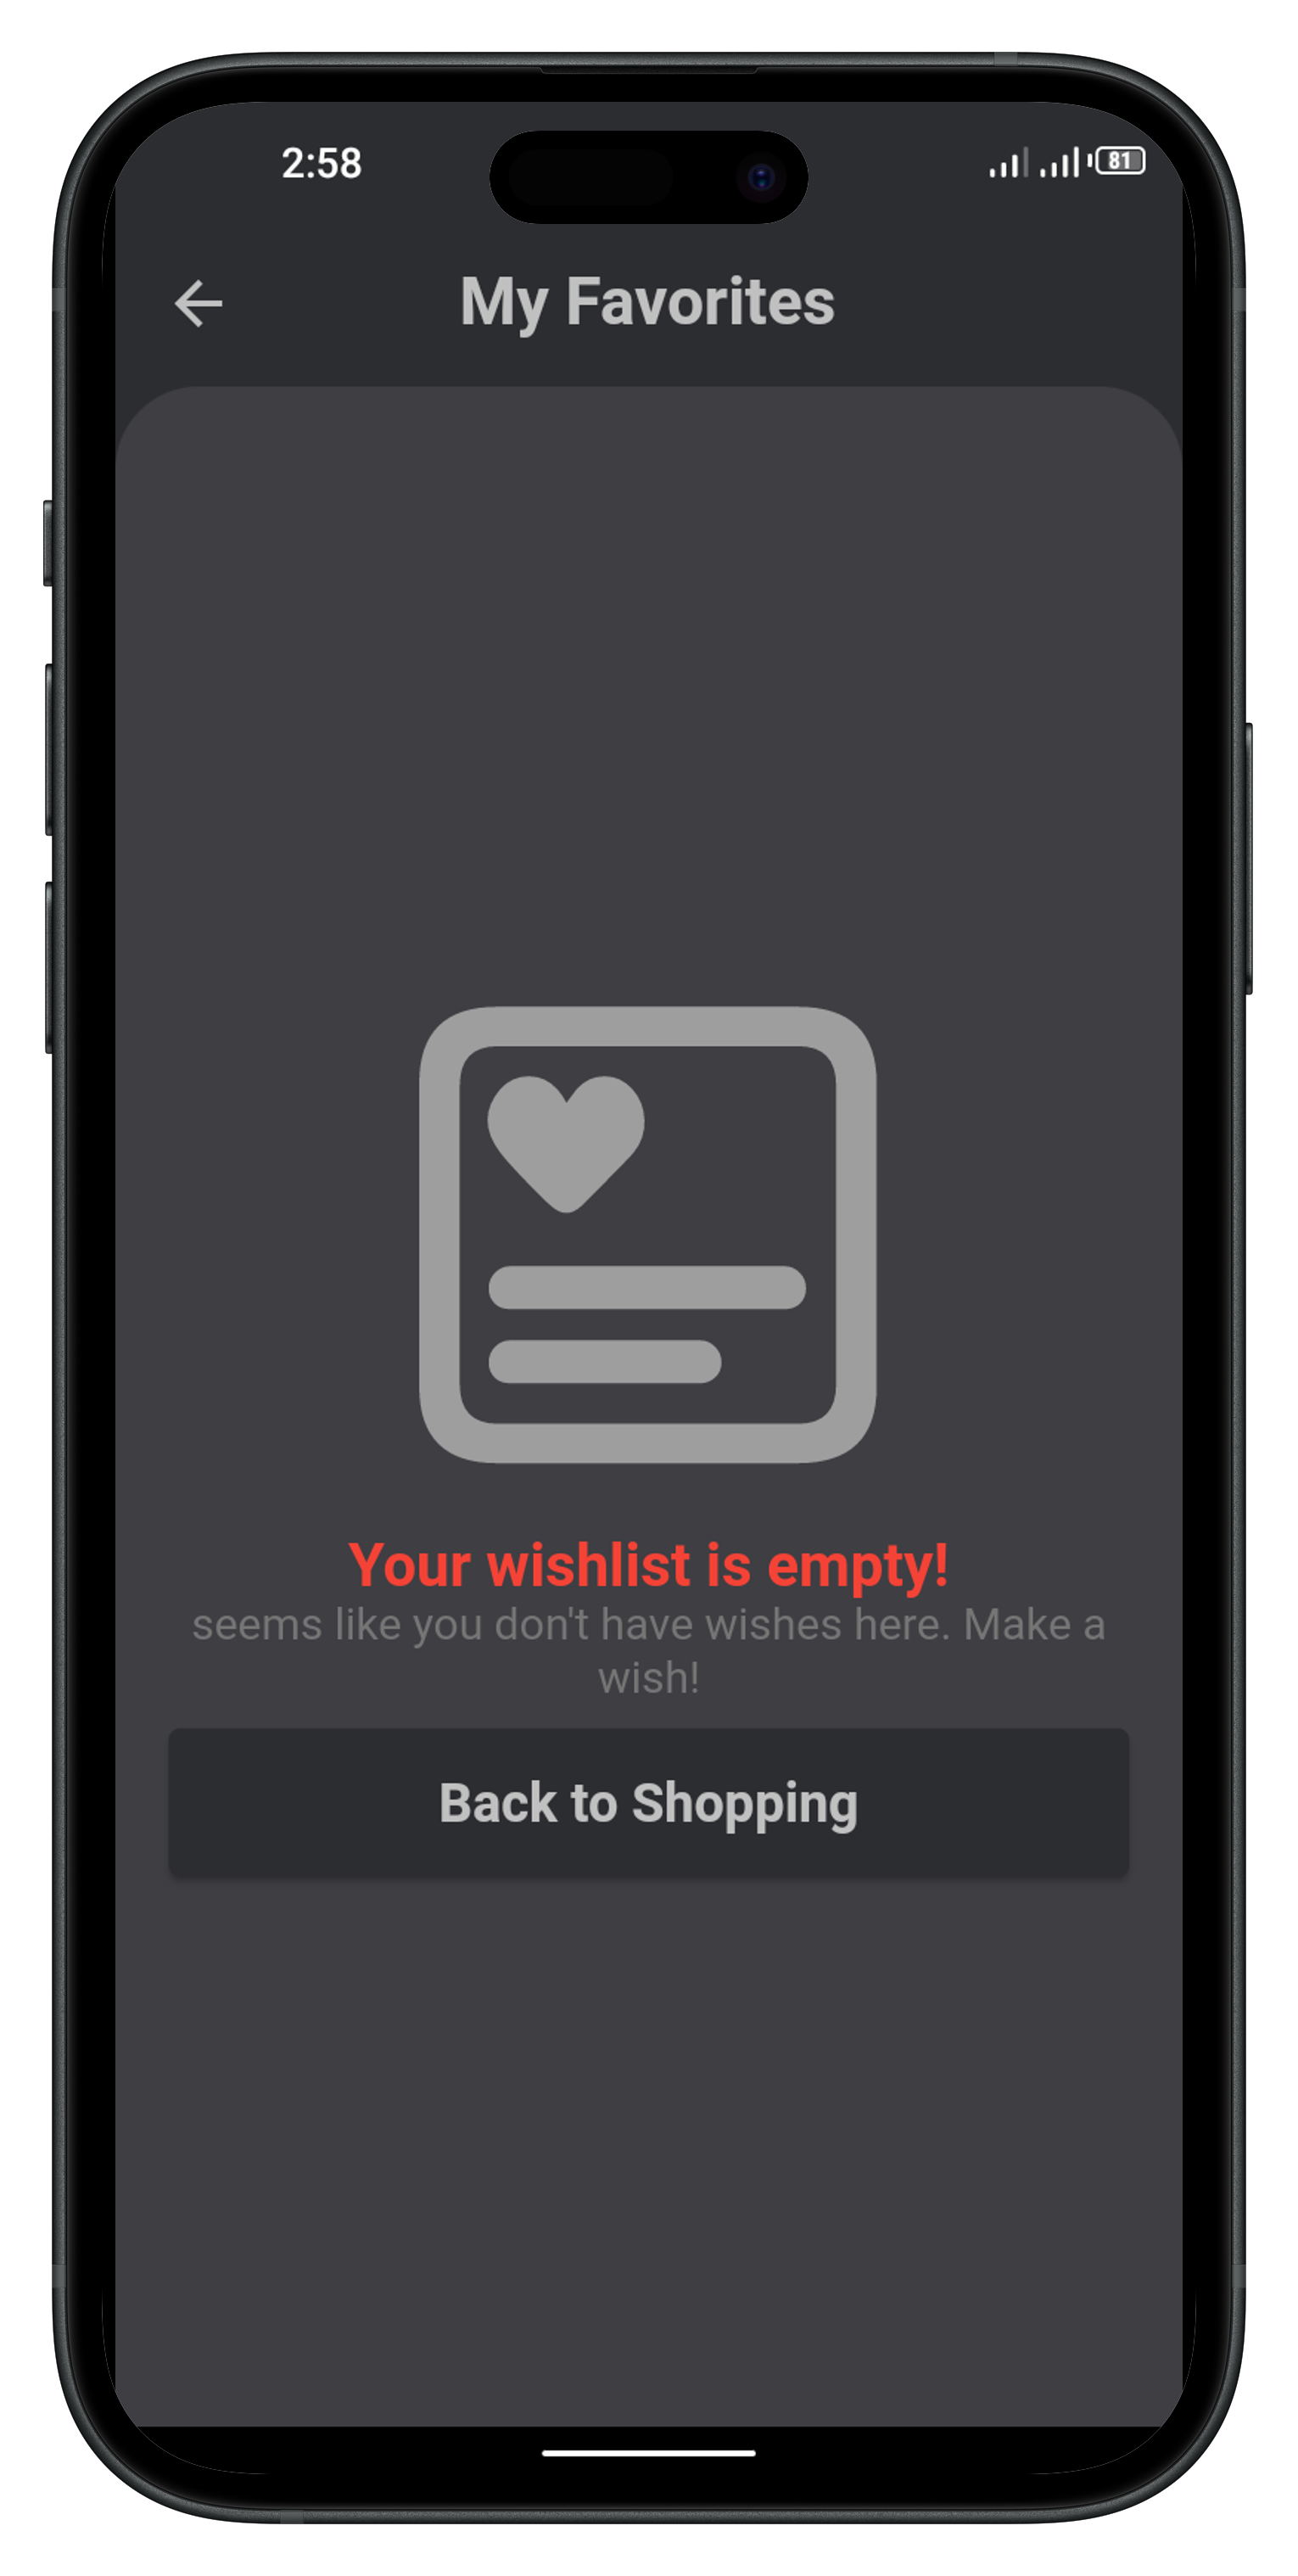 2:58
81
My Favorites
Your wishlist is empty!
seems like you don't have wishes here. Make a
wish!
Back to Shopping